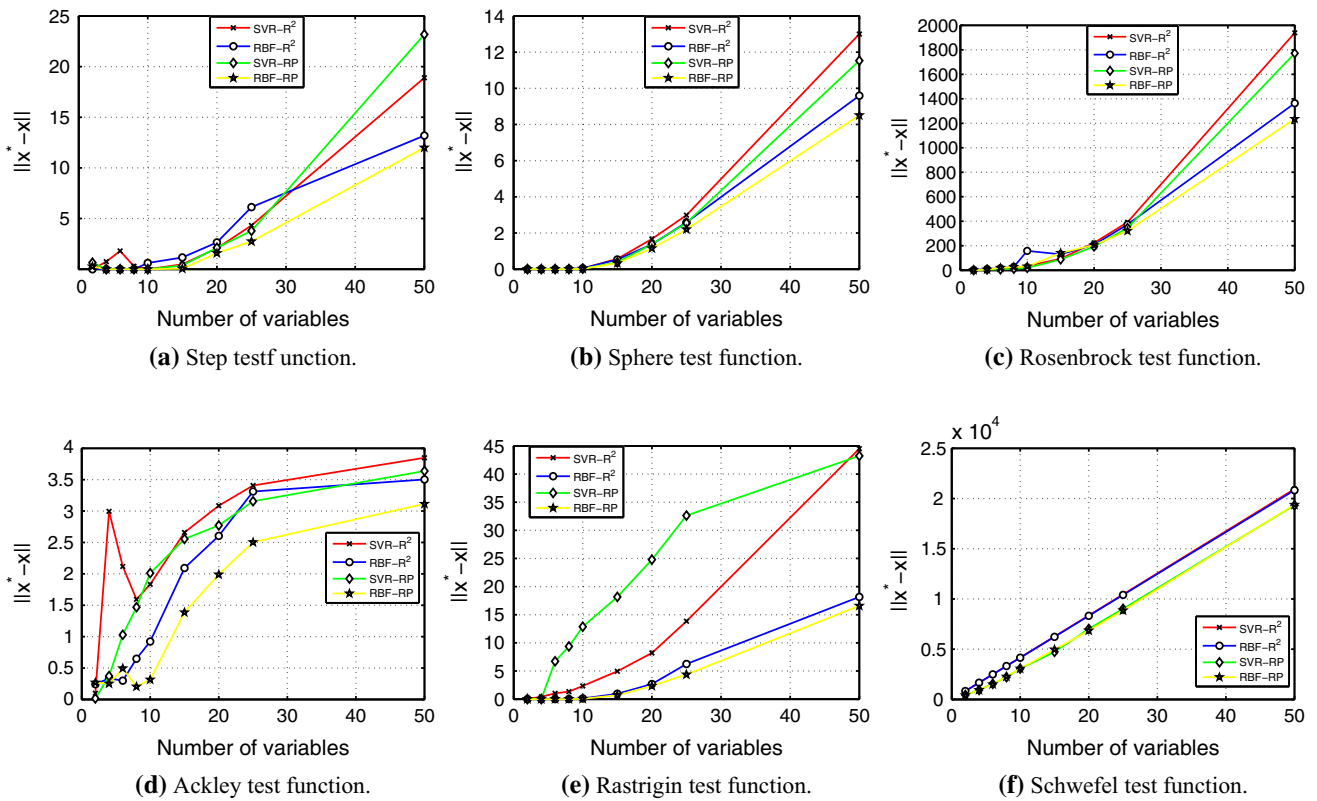 25
20
15
10
5
0
10
20
30
40
50
||x* −x||
Number of variables
SVR−R²
RBF−R²
SVR−RP
RBF−RP
(a) Step testf unction.
14
12
10
8
6
4
2
0
0
10
20
30
40
50
||x* −x||
Number of variables
SVR−R²
RBF−R²
SVR−RP
RBF−RP
(b) Sphere test function.
2000
1800
1600
1400
1200
1000
800
600
400
200
0
0
10
20
30
40
50
||x* −x||
Number of variables
SVR−R²
RBF−R²
SVR−RP
RBF−RP
(c) Rosenbrock test function.
4
3.5
3
2.5
2
1.5
1
0.5
0
0
10
20
30
40
50
||x* −x||
Number of variables
SVR−R²
RBF−R²
SVR−RP
RBF−RP
(d) Ackley test function.
45
40
35
30
25
20
15
10
5
0
0
10
20
30
40
50
||x* −x||
Number of variables
SVR−R²
RBF−R²
SVR−RP
RBF−RP
(e) Rastrigin test function.
x 10⁴
2.5
2
1.5
1
0.5
0
0
10
20
30
40
50
||x* −x||
Number of variables
SVR−R²
RBF−R²
SVR−RP
RBF−RP
(f) Schwefel test function.